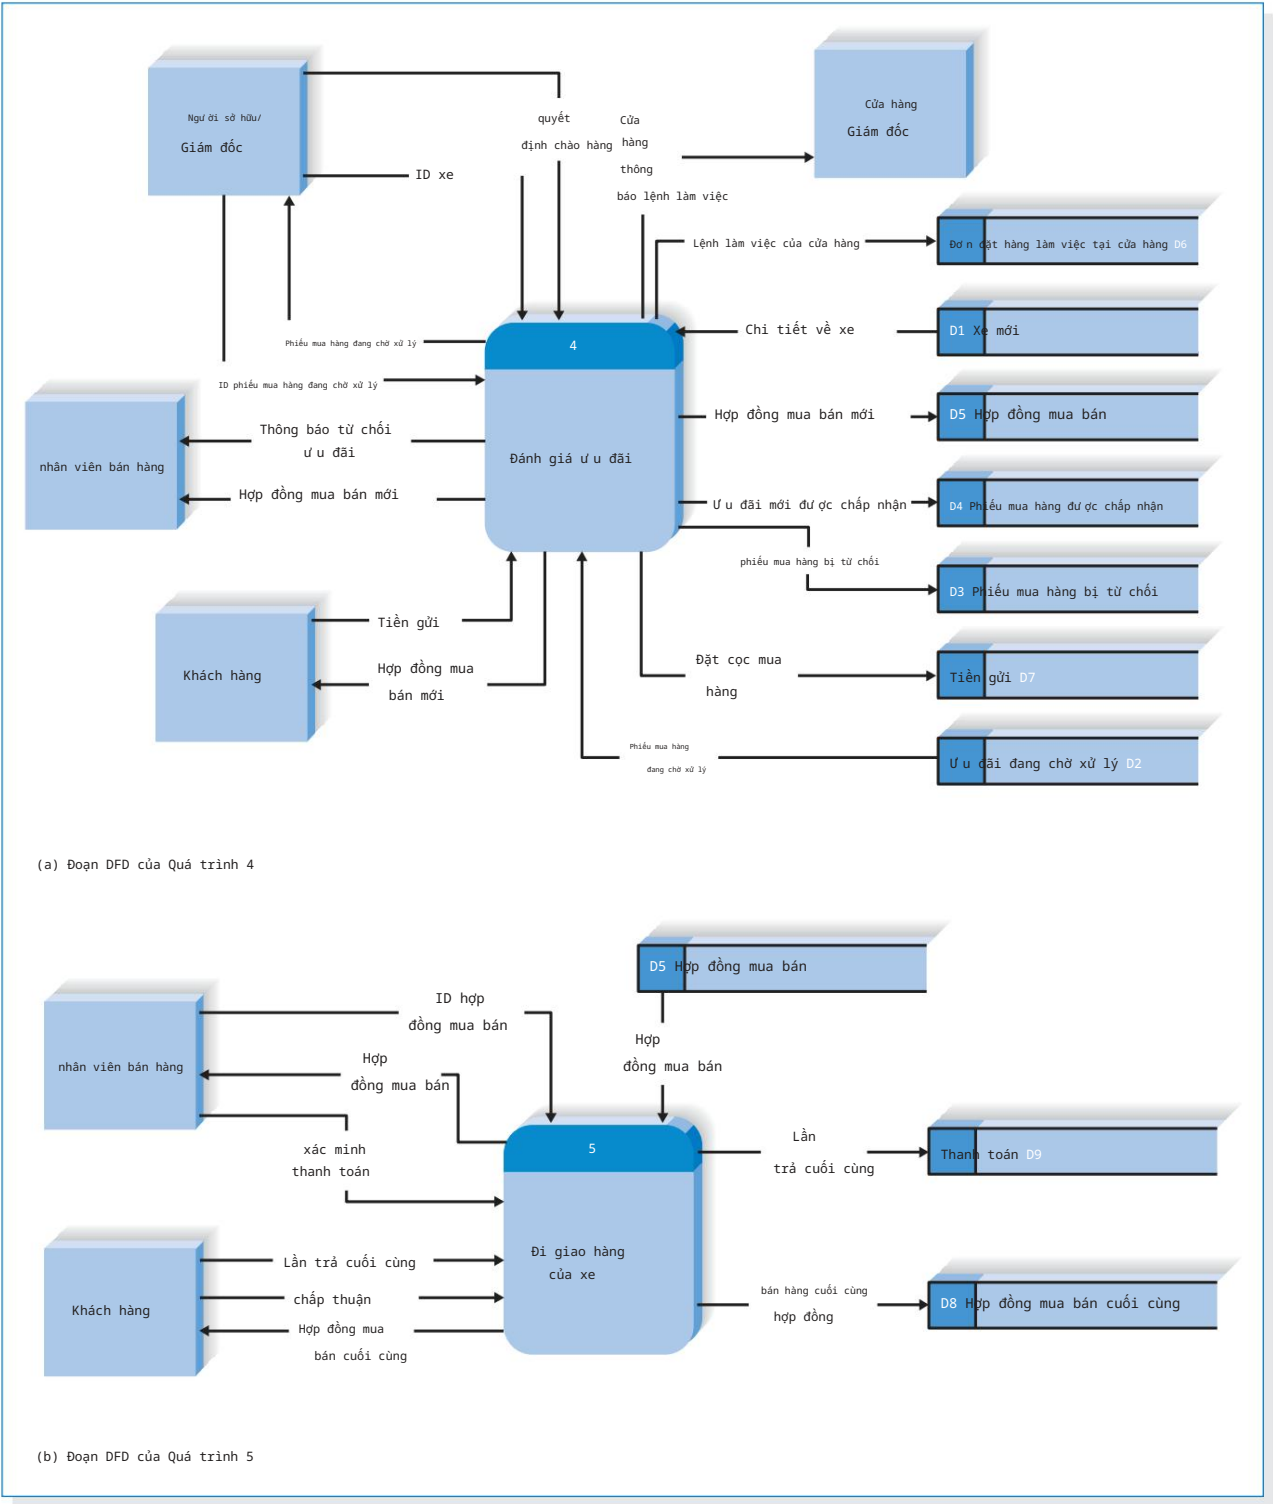 Người sở hữu/
Giám đốc
quyết
định chào hàng
Cửa
hàng
thông
báo lệnh làm việc
Cửa hàng
Giám đốc
ID xe
Lệnh làm việc của cửa hàng
Đơn đặt hàng làm việc tại cửa hàng D6
Chi tiết về xe
D1 Xe mới
4
Phiếu mua hàng đang chờ xử lý
ID phiếu mua hàng đang chờ xử lý
Hợp đồng mua bán mới
D5 Hợp đồng mua bán
Thông báo từ chối
ưu đãi
nhân viên bán hàng
Đánh giá ưu đãi
Hợp đồng mua bán mới
Ưu đãi mới được chấp nhận
D4 Phiếu mua hàng được chấp nhận
phiếu mua hàng bị từ chối
D3 Phiếu mua hàng bị từ chối
Tiền gửi
Khách hàng
Hợp đồng mua
bán mới
Đặt cọc mua
hàng
Tiền gửi D7
Phiếu mua hàng
đang chờ xử lý
Ưu đãi đang chờ xử lý D2
(a) Đoạn DFD của Quá trình 4
D5 Hợp đồng mua bán
ID hợp
đồng mua bán
Hợp
đồng mua bán
nhân viên bán hàng
Hợp
đồng mua bán
xác minh
thanh toán
5
Lần
trả cuối cùng
Thanh toán D9
Đi giao hàng
của xe
Lần trả cuối cùng
chấp thuận
Khách hàng
Hợp đồng mua
bán cuối cùng
bán hàng cuối cùng
hợp đồng
D8 Hợp đồng mua bán cuối cùng
(b) Đoạn DFD của Quá trình 5